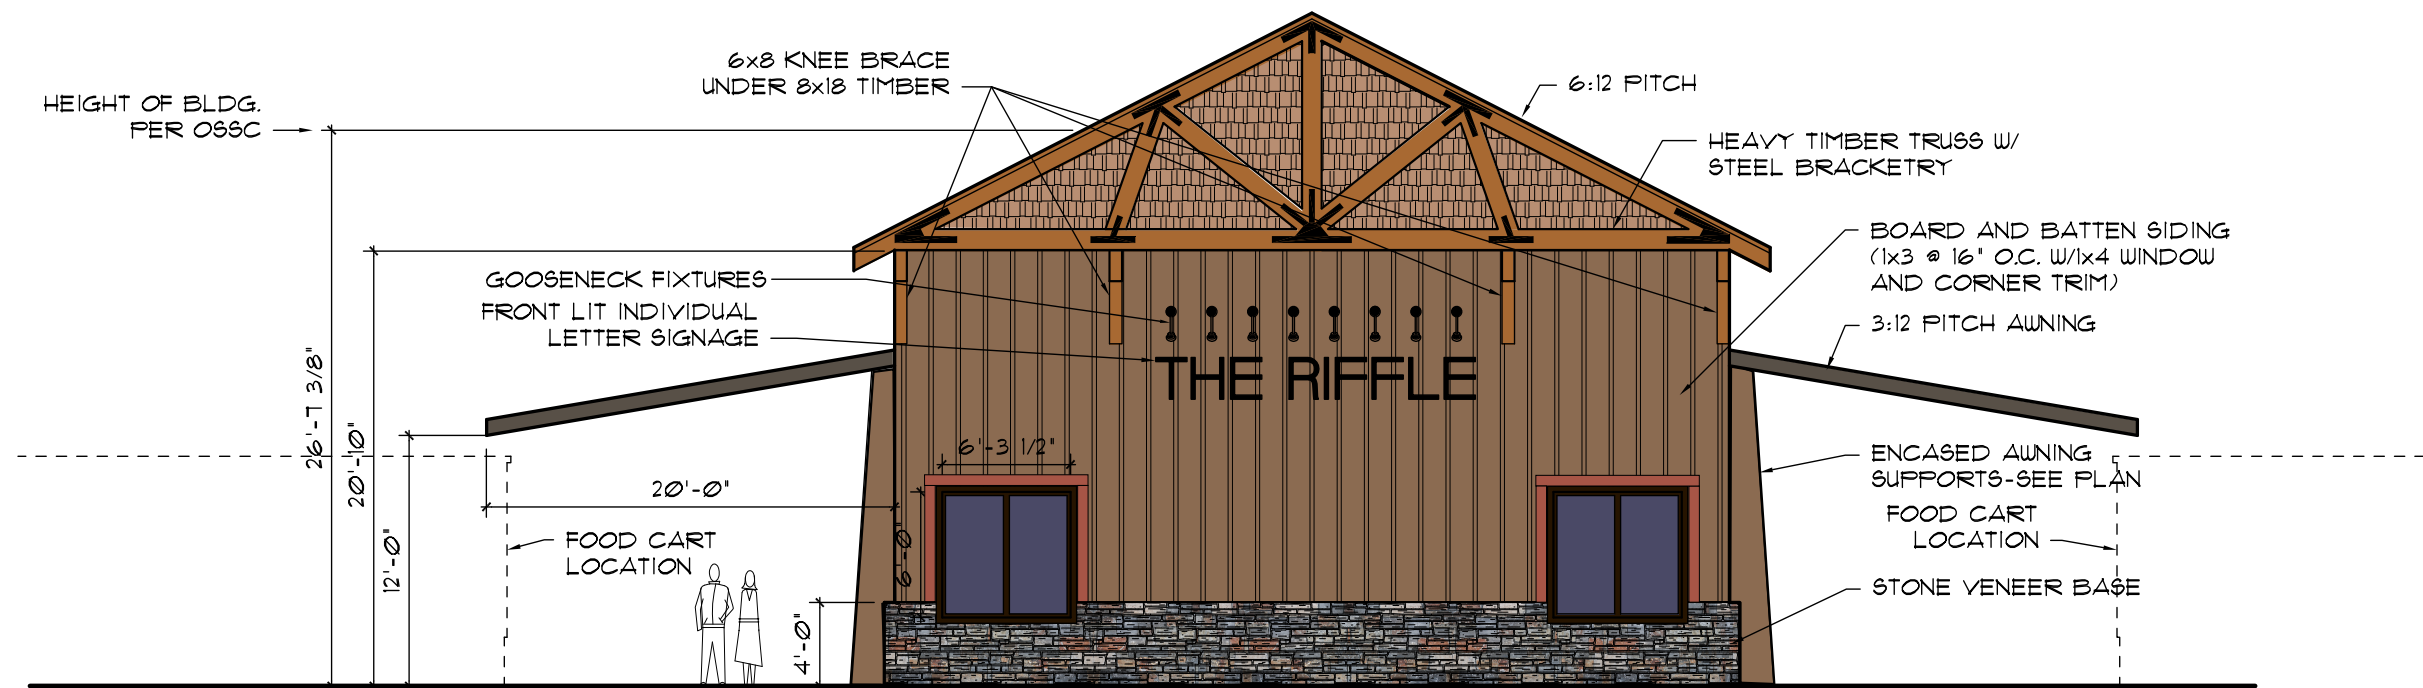 6x8 KNEE BRACE
UNDER 8x18 TIMBER
6:12 PITCH
HEIGHT OF BLDG.
PER OSSC
HEAVY TIMBER TRUSS W/
STEEL BRACKETRY
BOARD AND BATTEN SIDING
(1x3 @ 16" O.C. W/1x4 WINDOW
AND CORNER TRIM)
GOOSENECK FIXTURES
FRONT LIT INDIVIDUAL
LETTER SIGNAGE
3:12 PITCH AWNING
THE RIFFLE
26'-7 3/8"
20'-10"
12'-0"
6'-3 1/2"
20'-0"
6'-0"
4'-0"
ENCASED AWNING
SUPPORTS-SEE PLAN
FOOD CART
LOCATION
FOOD CART
LOCATION
STONE VENEER BASE